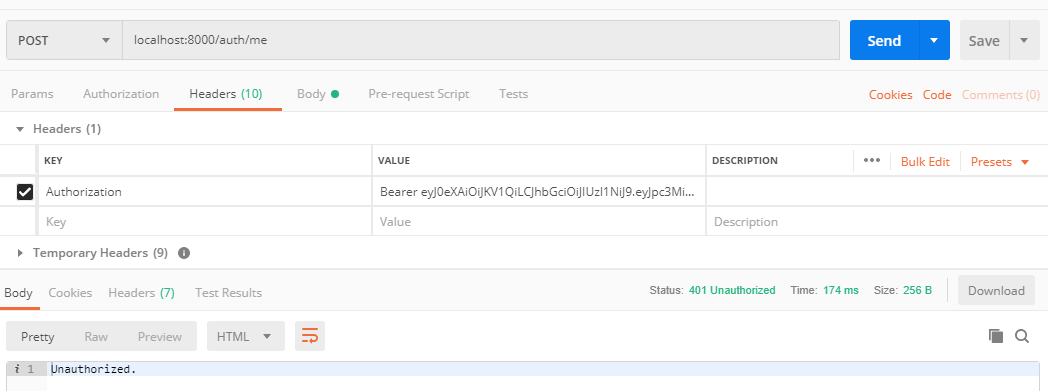 POST localhost:8000/auth/me Send Save
Params Authorization Headers (10) Body Pre-request Script Tests Cookies Code Comments (0)
Headers (1)
KEY VALUE DESCRIPTION ••• Bulk Edit Presets
Authorization Bearer eyJ0eXAiOiJKV1QiLCJhbGciOiJIUzI1NiJ9.eyJpc3Mi...
Key Value Description
Temporary Headers (9) i
Body Cookies Headers (7) Test Results Status: 401 Unauthorized Time: 174 ms Size: 256 B Download
Pretty Raw Preview HTML
i 1 Unauthorized.